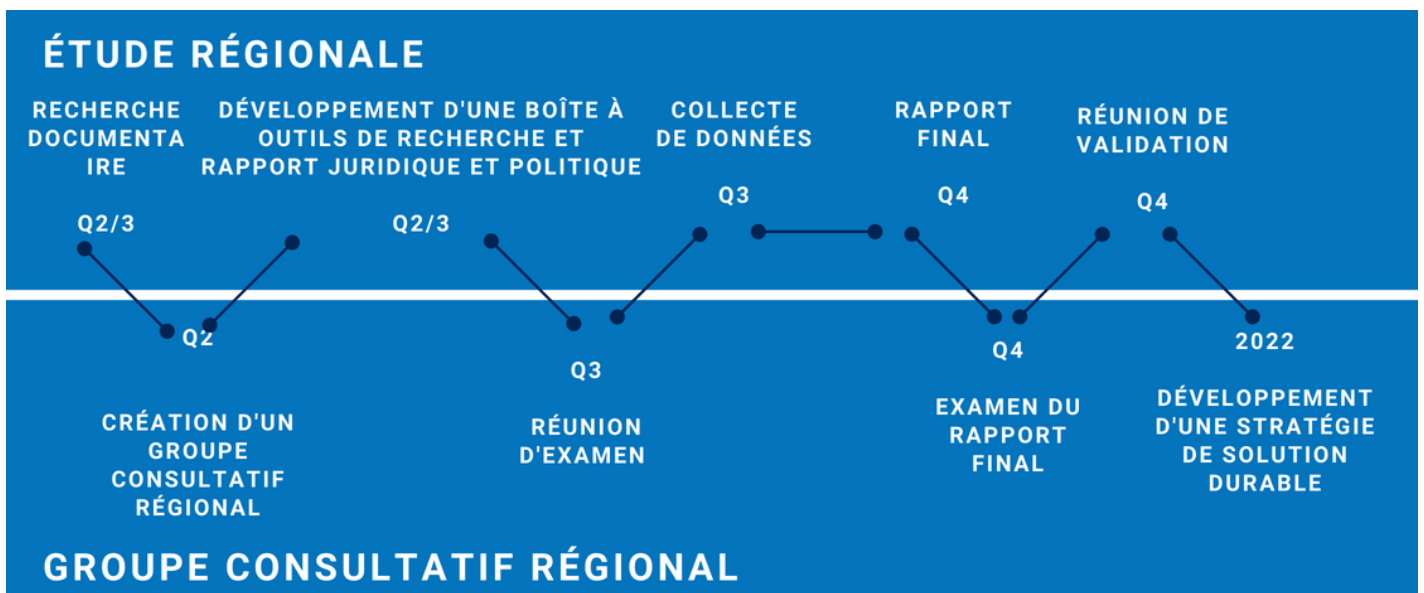 ÉTUDE RÉGIONALE
RECHERCHE
DOCUMENTA
IRE
Q2/3
DÉVELOPPEMENT D'UNE BOÎTE À
OUTILS DE RECHERCHE ET
RAPPORT JURIDIQUE ET POLITIQUE
Q2/3
COLLECTE
DE DONNÉES
Q3
RAPPORT
FINAL
Q4
RÉUNION DE
VALIDATION
Q4
Q2
CRÉATION D'UN
GROUPE
CONSULTATIF
RÉGIONAL
Q3
RÉUNION
D'EXAMEN
Q4
EXAMEN DU
RAPPORT
FINAL
2022
DÉVELOPPEMENT
D'UNE STRATÉGIE
DE SOLUTION
DURABLE
GROUPE CONSULTATIF RÉGIONAL